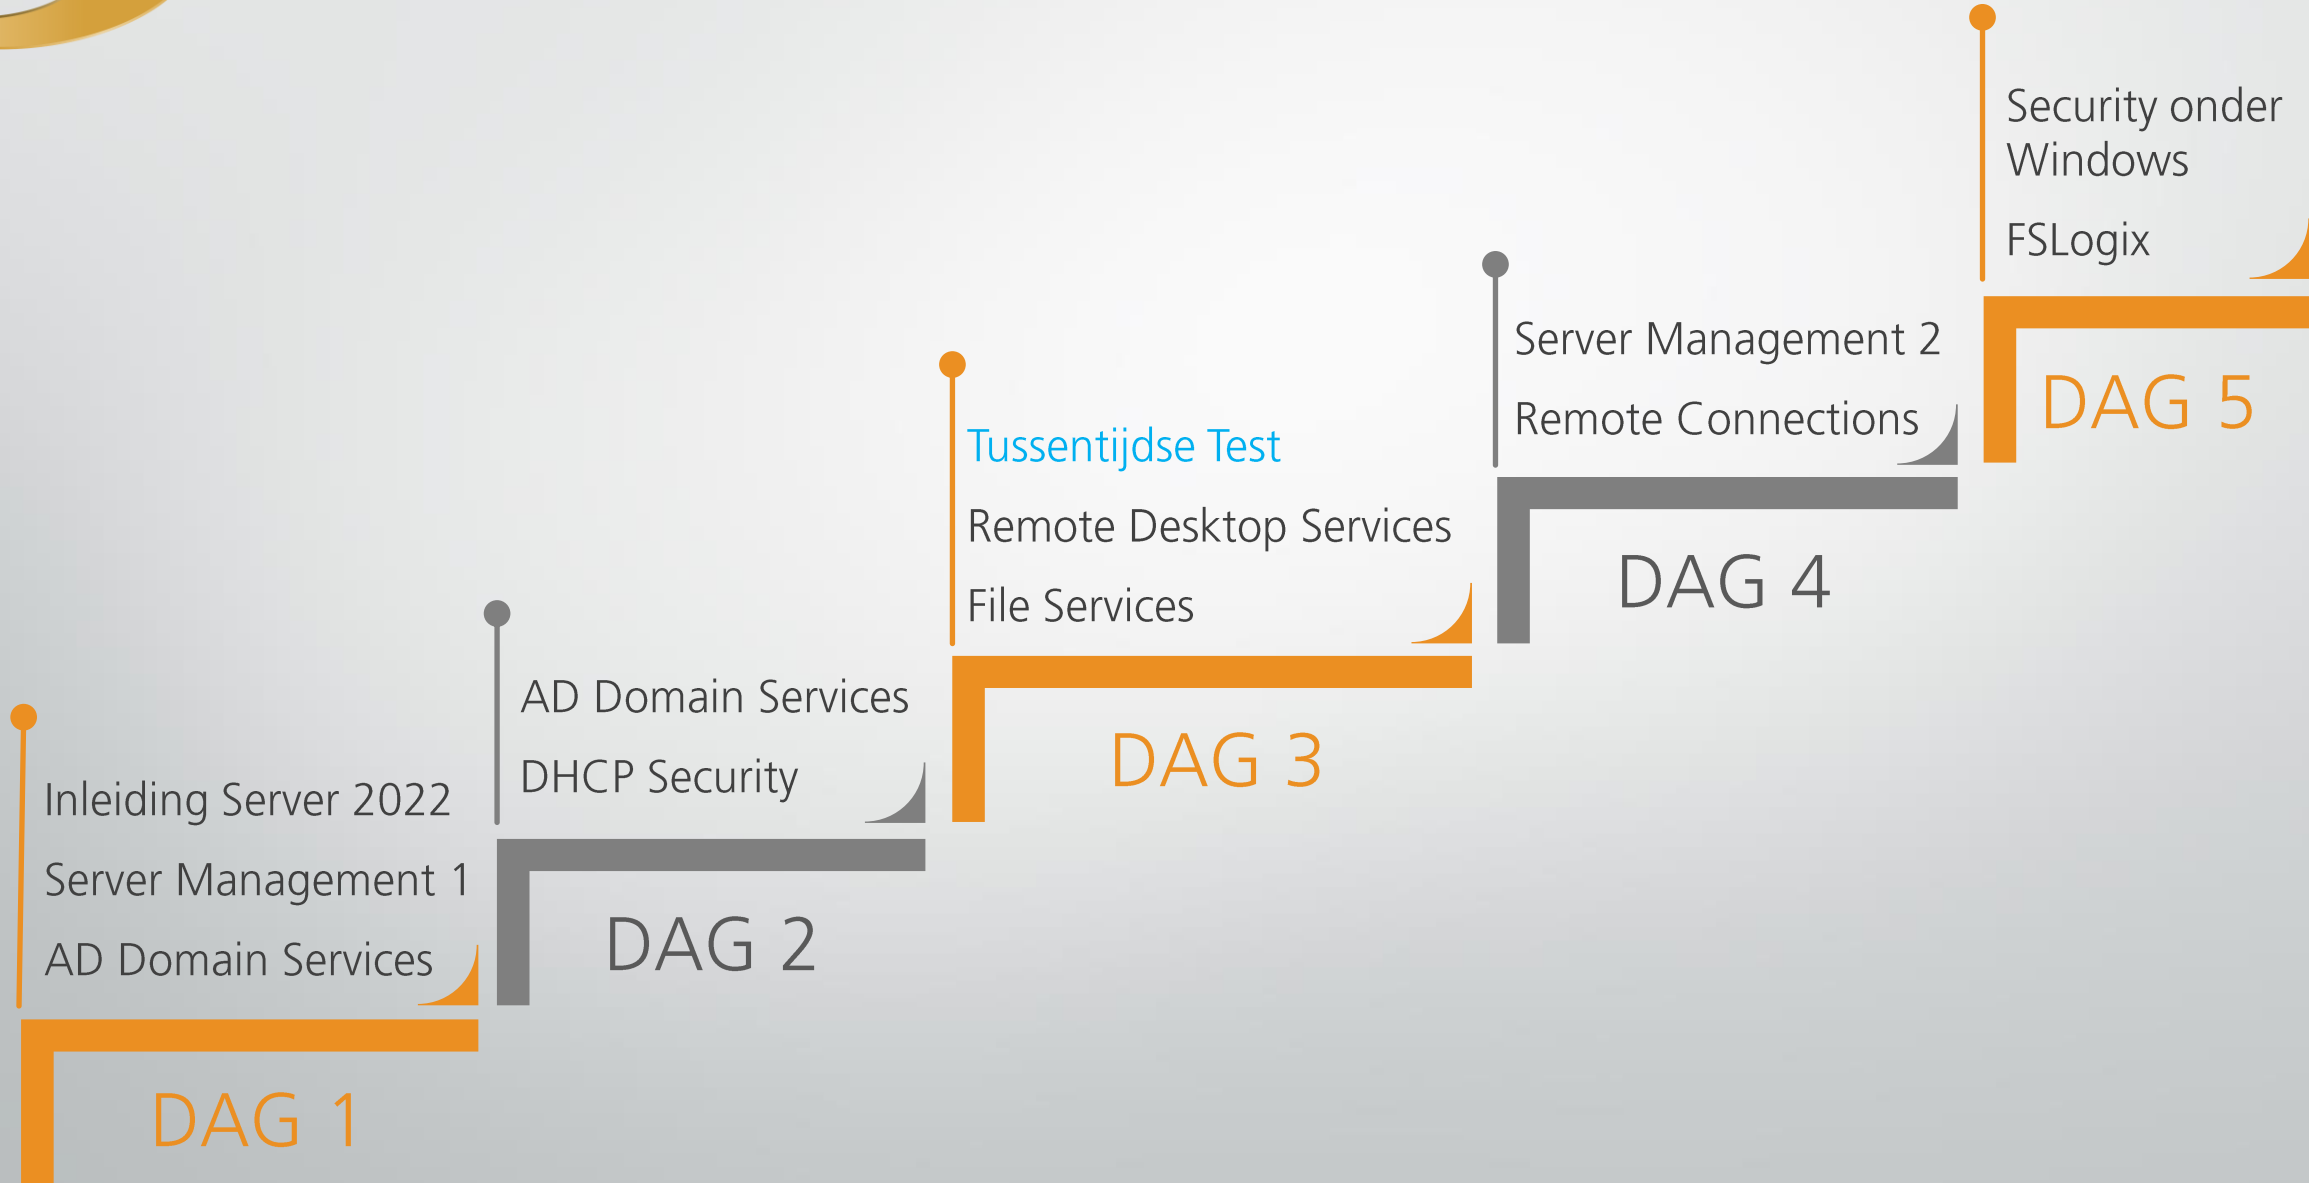 Inleiding Server 2022
Server Management 1
AD Domain Services
DAG 1
AD Domain Services
DHCP Security
DAG 2
Tussentijdse Test
Remote Desktop Services
File Services
DAG 3
Server Management 2
Remote Connections
DAG 4
Security onder
Windows
FSLogix
DAG 5